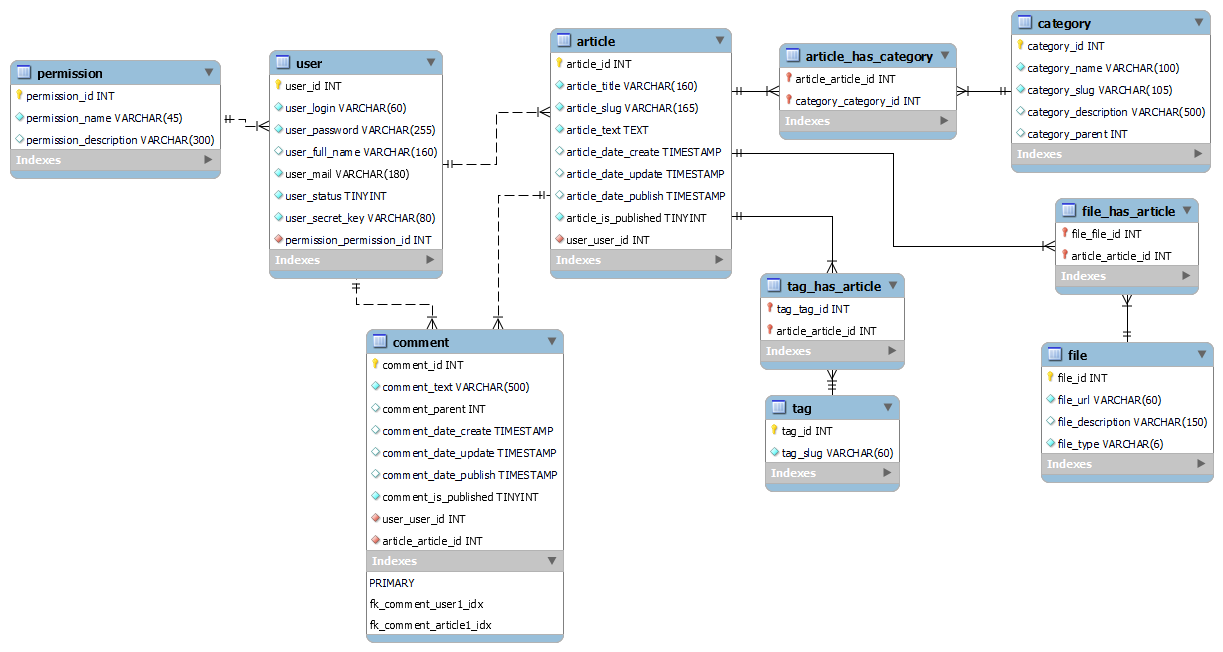 permission
permission_id INT
permission_name VARCHAR(45)
permission_description VARCHAR(300)
Indexes
user
user_id INT
user_login VARCHAR(60)
user_password VARCHAR(255)
user_full_name VARCHAR(160)
user_mail VARCHAR(180)
user_status TINYINT
user_secret_key VARCHAR(80)
permission_permission_id INT
Indexes
article
article_id INT
article_title VARCHAR(160)
article_slug VARCHAR(165)
article_text TEXT
article_date_create TIMESTAMP
article_date_update TIMESTAMP
article_date_publish TIMESTAMP
article_is_published TINYINT
user_user_id INT
Indexes
article_has_category
article_article_id INT
category_category_id INT
Indexes
category
category_id INT
category_name VARCHAR(100)
category_slug VARCHAR(105)
category_description VARCHAR(500)
category_parent INT
Indexes
file_has_article
file_file_id INT
article_article_id INT
Indexes
tag_has_article
tag_tag_id INT
article_article_id INT
Indexes
comment
comment_id INT
comment_text VARCHAR(500)
comment_parent INT
comment_date_create TIMESTAMP
comment_date_update TIMESTAMP
comment_date_publish TIMESTAMP
comment_is_published TINYINT
user_user_id INT
article_article_id INT
Indexes
PRIMARY
fk_comment_user1_idx
fk_comment_article1_idx
tag
tag_id INT
tag_slug VARCHAR(60)
Indexes
file
file_id INT
file_url VARCHAR(60)
file_description VARCHAR(150)
file_type VARCHAR(6)
Indexes